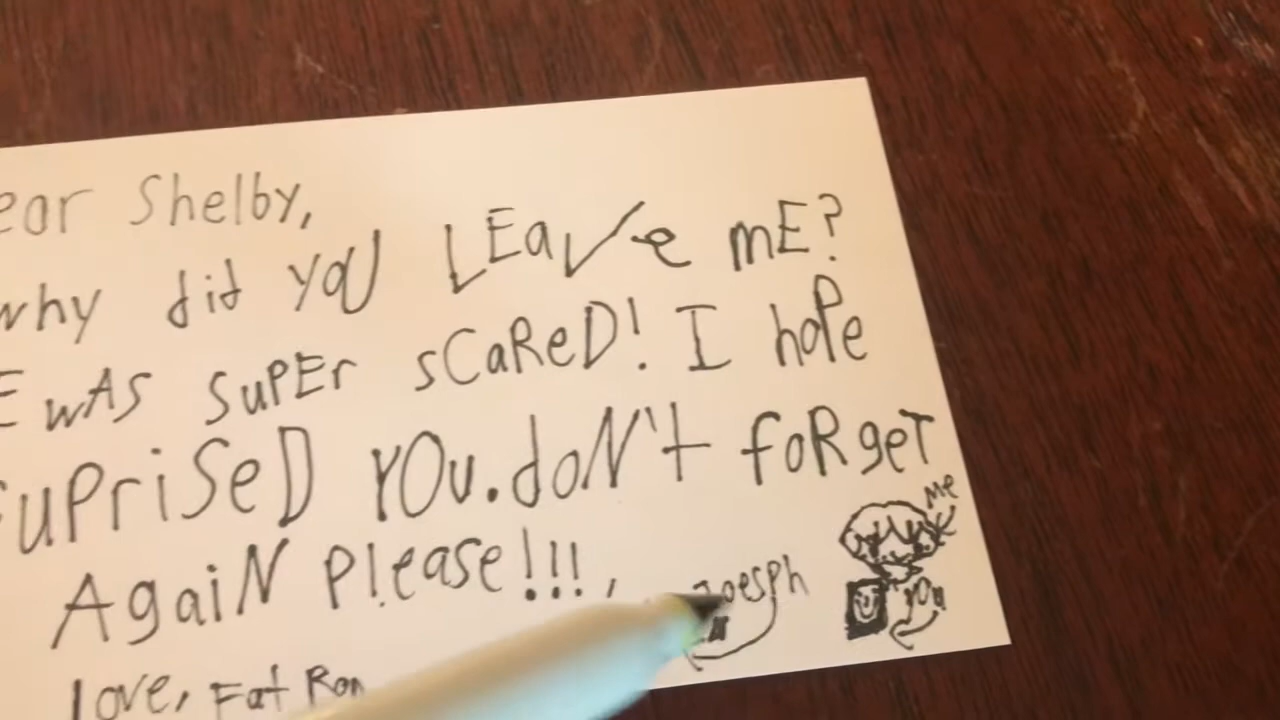 ear Shelby,
why did YOU LEave mE?
E wAS SuPEr sCaReD! I hoPe
suPriSeD YOu. doN't foRgeT
AgaiN Please!!!,
Me
Joesph
you
love, Fat Ron